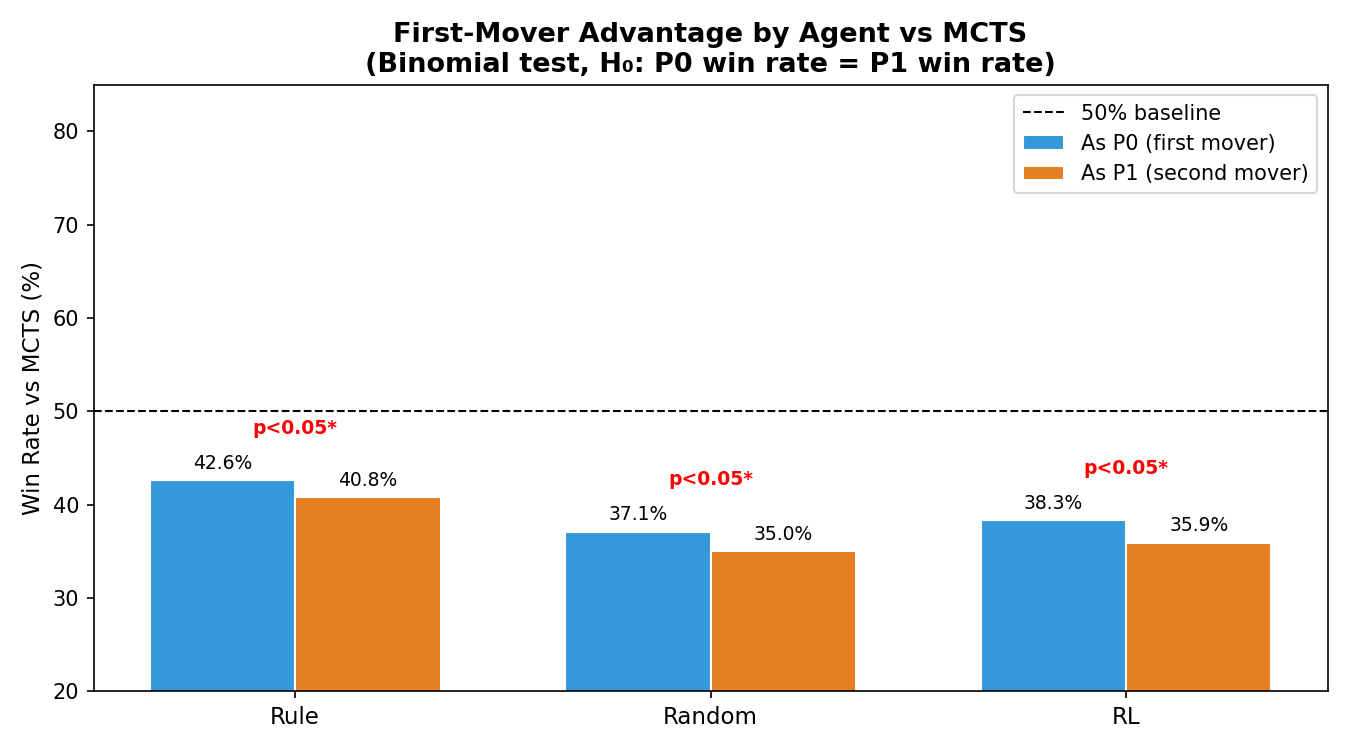 First-Mover Advantage by Agent vs MCTS
(Binomial test, H₀: P0 win rate = P1 win rate)
50% baseline
As P0 (first mover)
As P1 (second mover)
Win Rate vs MCTS (%)
80
70
60
50
40
30
20
p<0.05*
42.6%
40.8%
p<0.05*
37.1%
35.0%
p<0.05*
38.3%
35.9%
Rule
Random
RL